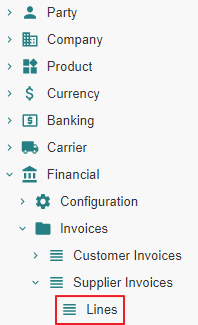 Party
Company
Product
Currency
Banking
Carrier
Financial
Configuration
Invoices
Customer Invoices
Supplier Invoices
Lines